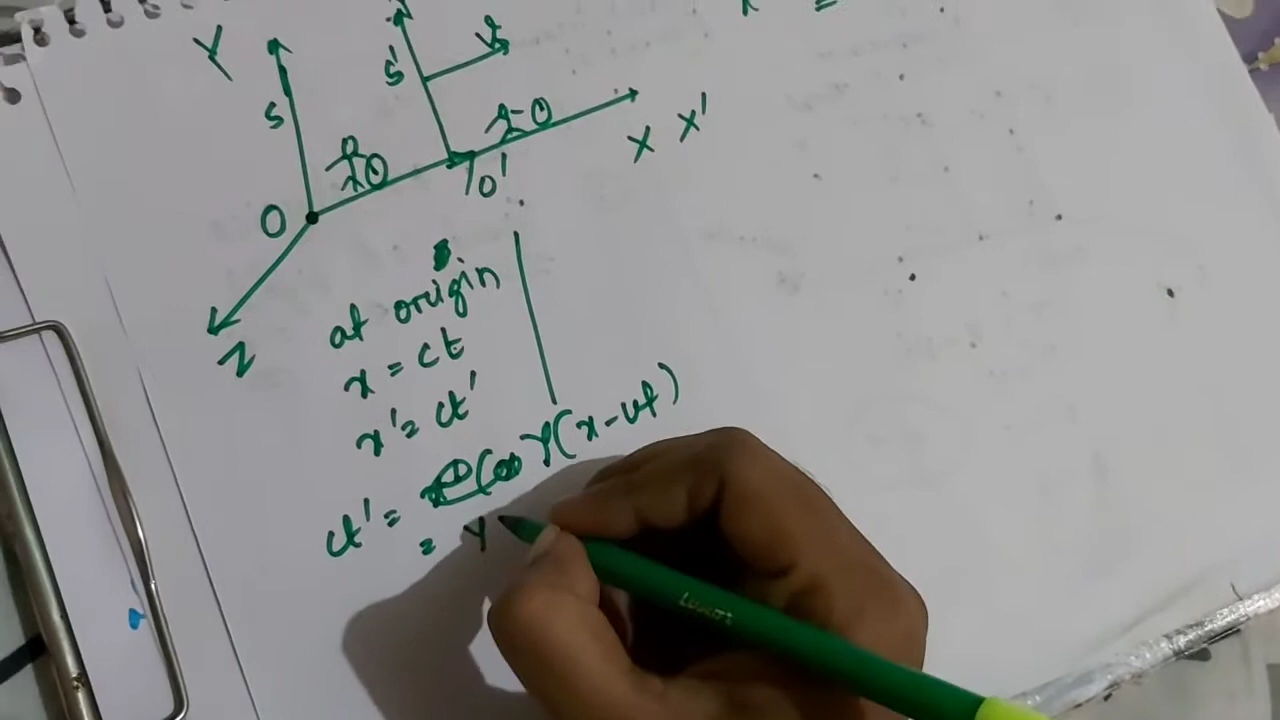 Y
S
S'
v
X X'
O
O'
Z
at origin
x = ct
x' = ct'
ct' = γ(x-vt)
= γ